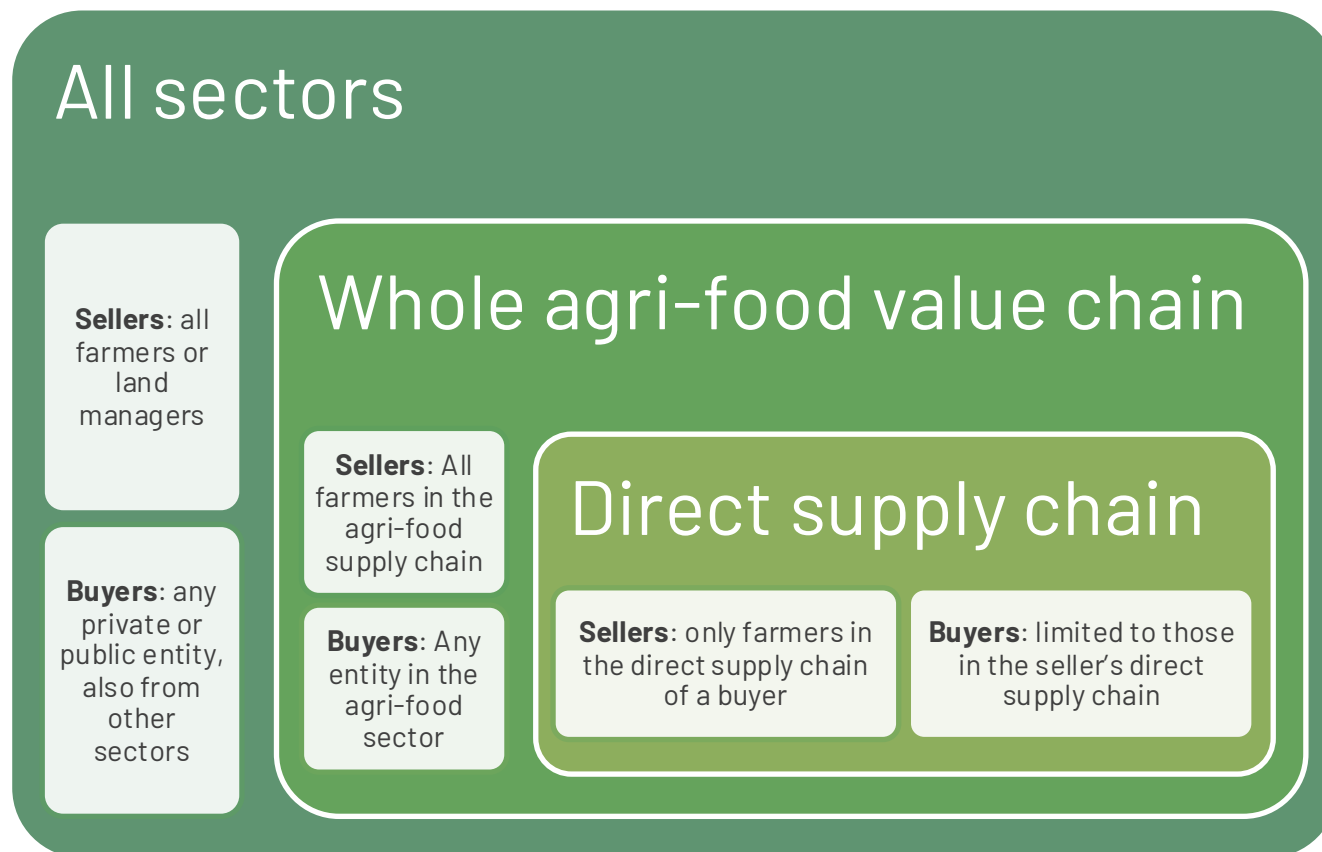 All sectors
Sellers: all
farmers or
land
managers
Buyers: any
private or
public entity,
also from
other
sectors
Whole agri-food value chain
Sellers: All
farmers in the
agri-food
supply chain
Buyers: Any
entity in the
agri-food
sector
Direct supply chain
Sellers: only farmers in
the direct supply chain
of a buyer
Buyers: limited to those
in the seller’s direct
supply chain